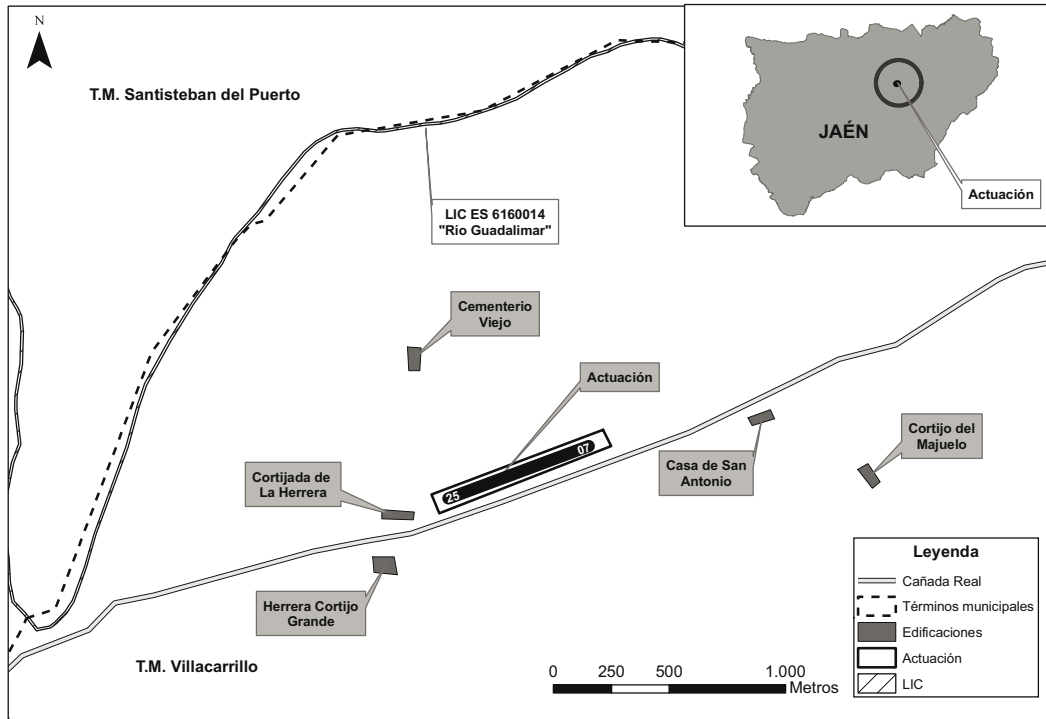 N
T.M. Santisteban del Puerto
JAÉN
Actuación
LIC ES 6160014
"Río Guadalimar"
Cementerio
Viejo
Actuación
07
25
Cortijo del
Majuelo
Casa de San
Antonio
Cortijada de
La Herrera
Herrera Cortijo
Grande
T.M. Villacarrillo
0 250 500 1.000
Metros
Leyenda
Cañada Real
Términos municipales
Edificaciones
Actuación
LIC